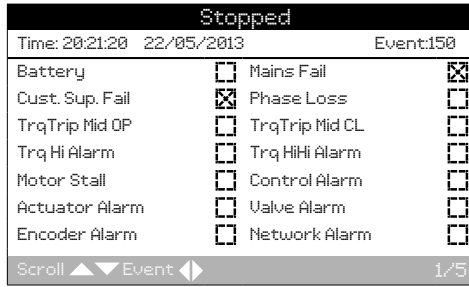 Stopped
Time: 20:21:20 22/05/2013 Event:150
Battery Mains Fail
Cust. Sup. Fail Phase Loss
TrqTrip Mid OP TrqTrip Mid CL
Trq Hi Alarm Trq HiHi Alarm
Motor Stall Control Alarm
Actuator Alarm Valve Alarm
Encoder Alarm Network Alarm
Scroll Event 1/5